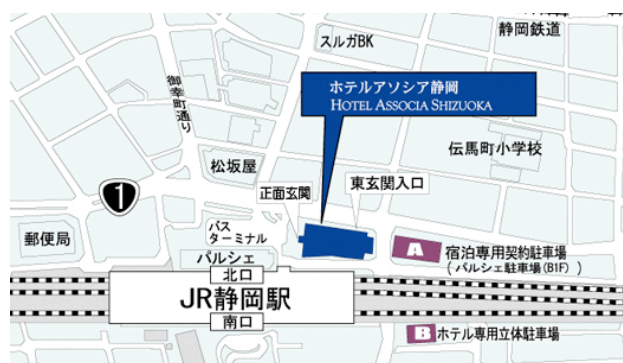 静岡鉄道
スルガBK
御幸町通り
ホテルアソシア静岡
HOTEL ASSOCIA SHIZUOKA
伝馬町小学校
松坂屋
1
正面玄関
東玄関入口
郵便局
バス
ターミナル
A
宿泊専用契約駐車場
(パルシェ駐車場(B1F))
パルシェ
北口
JR静岡駅
南口
B
ホテル専用立体駐車場